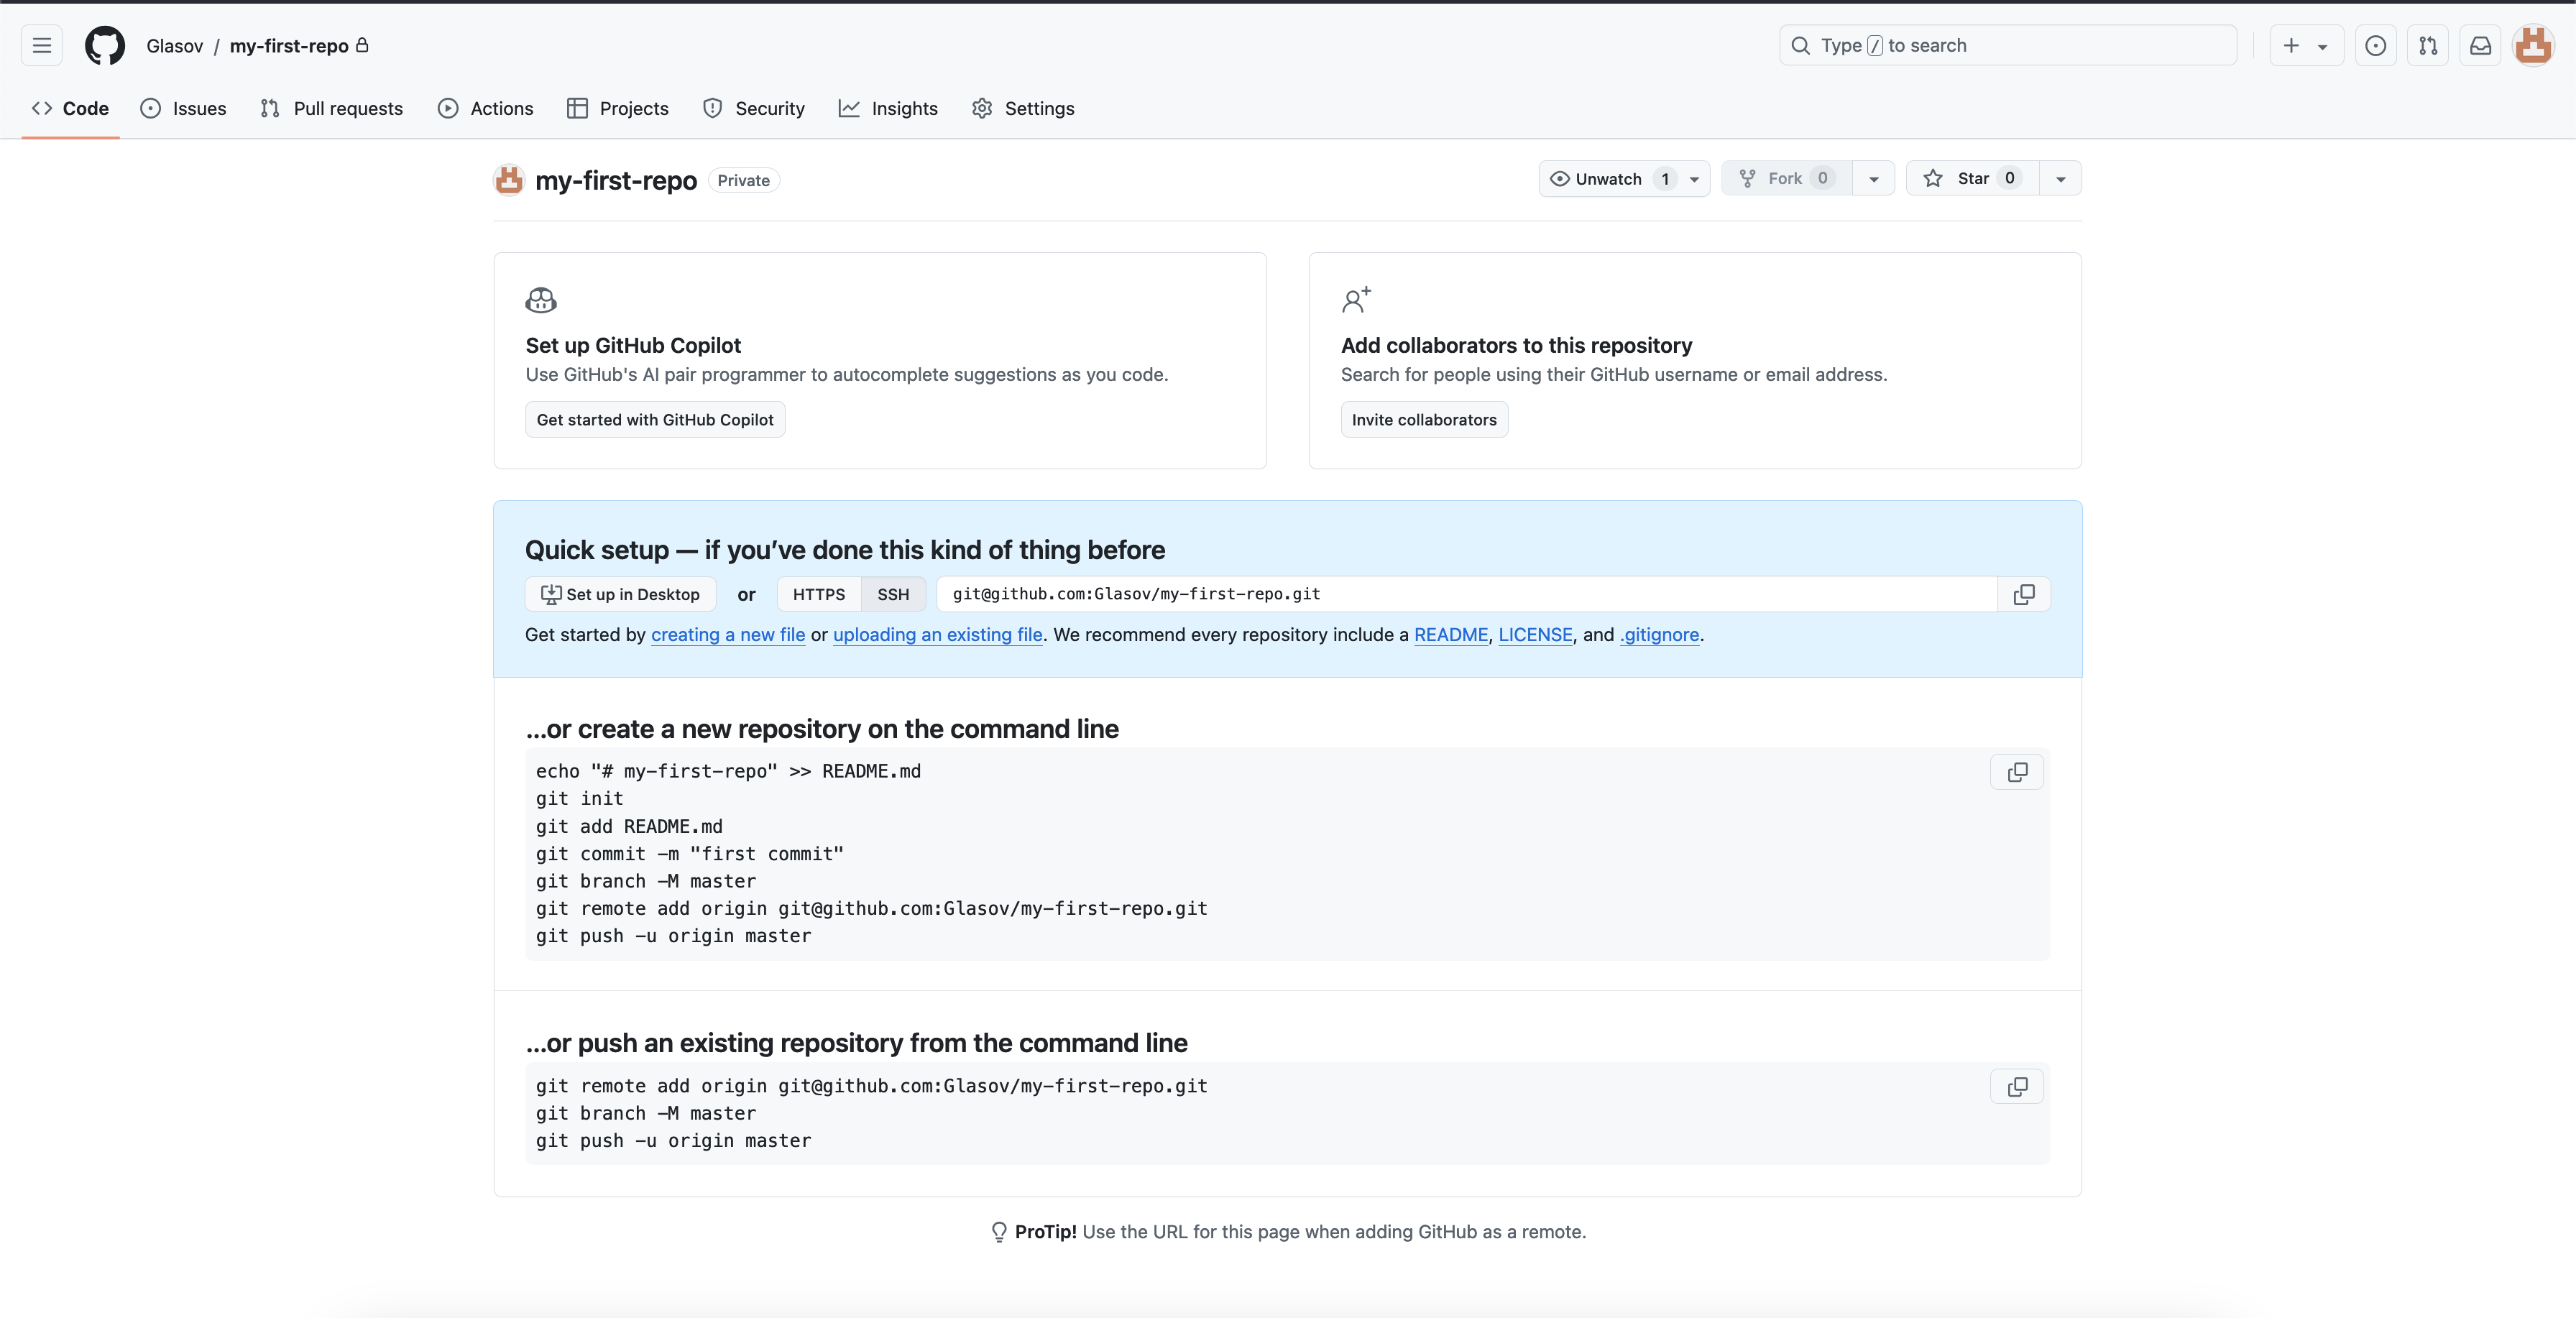 Glasov / my-first-repo
Type / to search
Code Issues Pull requests Actions Projects Security Insights Settings
my-first-repo Private
Unwatch 1 Fork 0 Star 0
Set up GitHub Copilot
Use GitHub's AI pair programmer to autocomplete suggestions as you code.
Get started with GitHub Copilot
Add collaborators to this repository
Search for people using their GitHub username or email address.
Invite collaborators
Quick setup — if you’ve done this kind of thing before
Set up in Desktop or HTTPS SSH git@github.com:Glasov/my-first-repo.git
Get started by creating a new file or uploading an existing file. We recommend every repository include a README, LICENSE, and .gitignore.
…or create a new repository on the command line
echo "# my-first-repo" >> README.md
git init
git add README.md
git commit -m "first commit"
git branch -M master
git remote add origin git@github.com:Glasov/my-first-repo.git
git push -u origin master
…or push an existing repository from the command line
git remote add origin git@github.com:Glasov/my-first-repo.git
git branch -M master
git push -u origin master
ProTip! Use the URL for this page when adding GitHub as a remote.